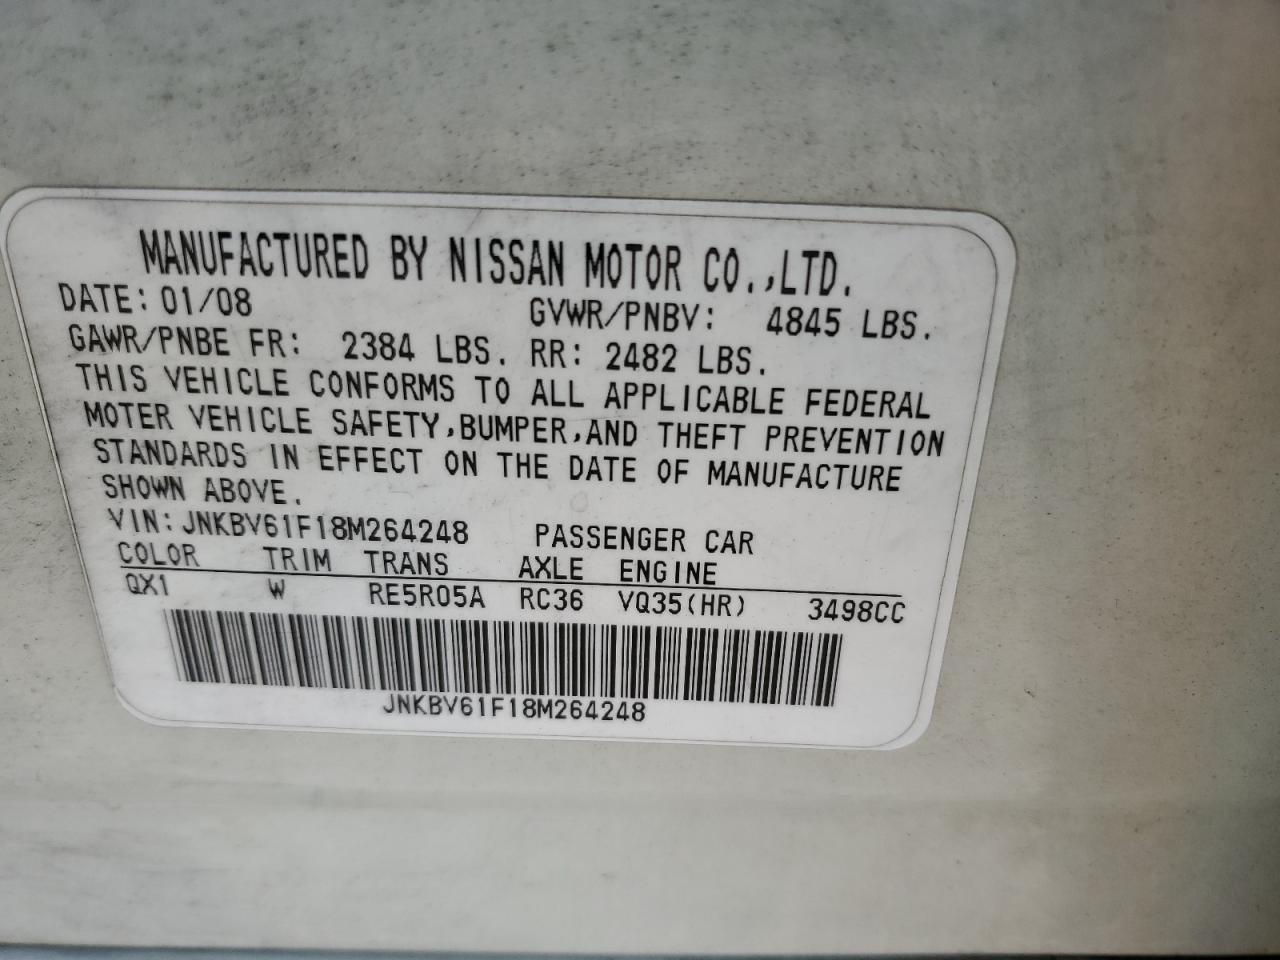 MANUFACTURED BY NISSAN MOTOR CO.,LTD.
DATE: 01/08 GVWR/PNBV: 4845 LBS.
GAWR/PNBE FR: 2384 LBS. RR: 2482 LBS.
THIS VEHICLE CONFORMS TO ALL APPLICABLE FEDERAL
MOTER VEHICLE SAFETY,BUMPER,AND THEFT PREVENTION
STANDARDS IN EFFECT ON THE DATE OF MANUFACTURE
SHOWN ABOVE.
VIN: JNKBV61F18M264248 PASSENGER CAR
COLOR TRIM TRANS AXLE ENGINE
QX1 W RE5R05A RC36 VQ35(HR) 3498CC
JNKBV61F18M264248